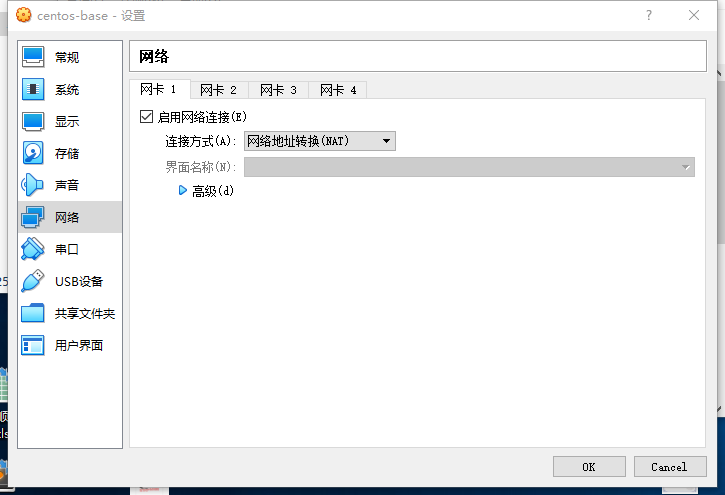 centos-base - 设置
?
常规
系统
显示
存储
声音
网络
串口
USB设备
共享文件夹
用户界面
网络
网卡 1
网卡 2
网卡 3
网卡 4
启用网络连接(E)
连接方式(A):
网络地址转换(NAT)
界面名称(N):
高级(d)
OK
Cancel